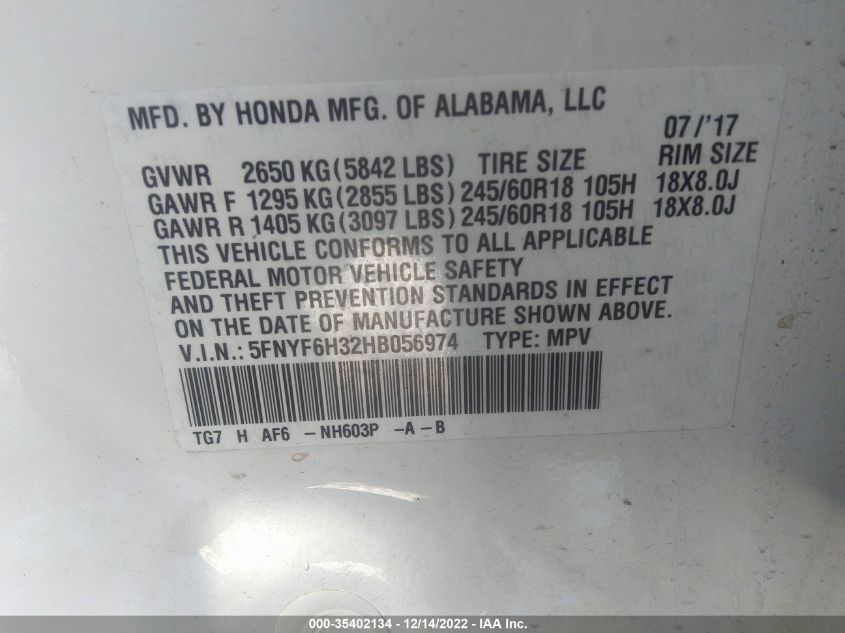 MFD. BY HONDA MFG. OF ALABAMA, LLC
07/'17
GVWR 2650 KG(5842 LBS) TIRE SIZE RIM SIZE
GAWR F 1295 KG(2855 LBS) 245/60R18 105H 18X8.0J
GAWR R 1405 KG(3097 LBS) 245/60R18 105H 18X8.0J
THIS VEHICLE CONFORMS TO ALL APPLICABLE
FEDERAL MOTOR VEHICLE SAFETY
AND THEFT PREVENTION STANDARDS IN EFFECT
ON THE DATE OF MANUFACTURE SHOWN ABOVE.
V.I.N.: 5FNYF6H32HB056974 TYPE: MPV
TG7 H AF6 -NH603P -A-B
000-35402134 - 12/14/2022 - IAA Inc.